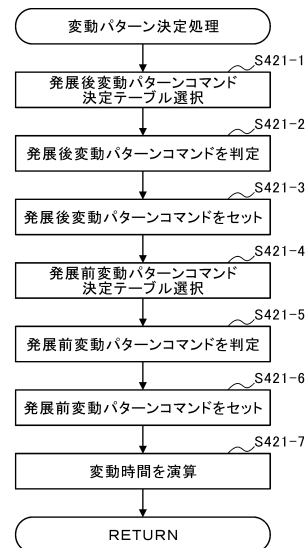 変動パターン決定処理
S421-1
発展後変動パターンコマンド
決定テーブル選択
S421-2
発展後変動パターンコマンドを判定
S421-3
発展後変動パターンコマンドをセット
S421-4
発展前変動パターンコマンド
決定テーブル選択
S421-5
発展前変動パターンコマンドを判定
S421-6
発展前変動パターンコマンドをセット
S421-7
変動時間を演算
RETURN